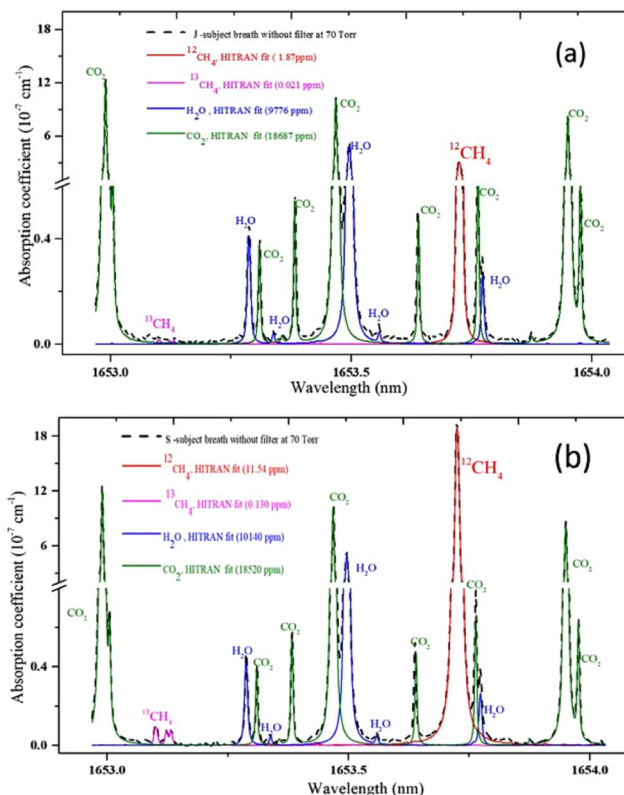 (a)
J -subject breath without filter at 70 Torr
12CH4, HITRAN fit ( 1.87ppm)
13CH4, HITRAN fit (0.021 ppm)
H2O , HITRAN fit (9776 ppm)
CO2, HITRAN fit (18687ppm)
CO2
CO2
H2O
12CH4
CO2
CO2
CO2
CO2
H2O
CO2
CO2
H2O
13CH4
H2O
H2O
18
12
6
0.4
0.0
Absorption coefficient (10-7 cm-1)
1653.0
1653.5
1654.0
Wavelength (nm)
(b)
S -subject breath without filter at 70 Torr
12CH4, HITRAN fit (11.54 ppm)
13CH4, HITRAN fit (0.130 ppm)
H2O , HITRAN fit (10140 ppm)
CO2, HITRAN fit (18520 ppm)
12CH4
CO2
H2O
CO2
CO2
CO2
CO2
CO2
CO2
H2O
CO2
H2O
13CH4
H2O
H2O
18
12
6
0.4
0.0
Absorption coefficient (10-7 cm-1)
1653.0
1653.5
1654.0
Wavelength (nm)